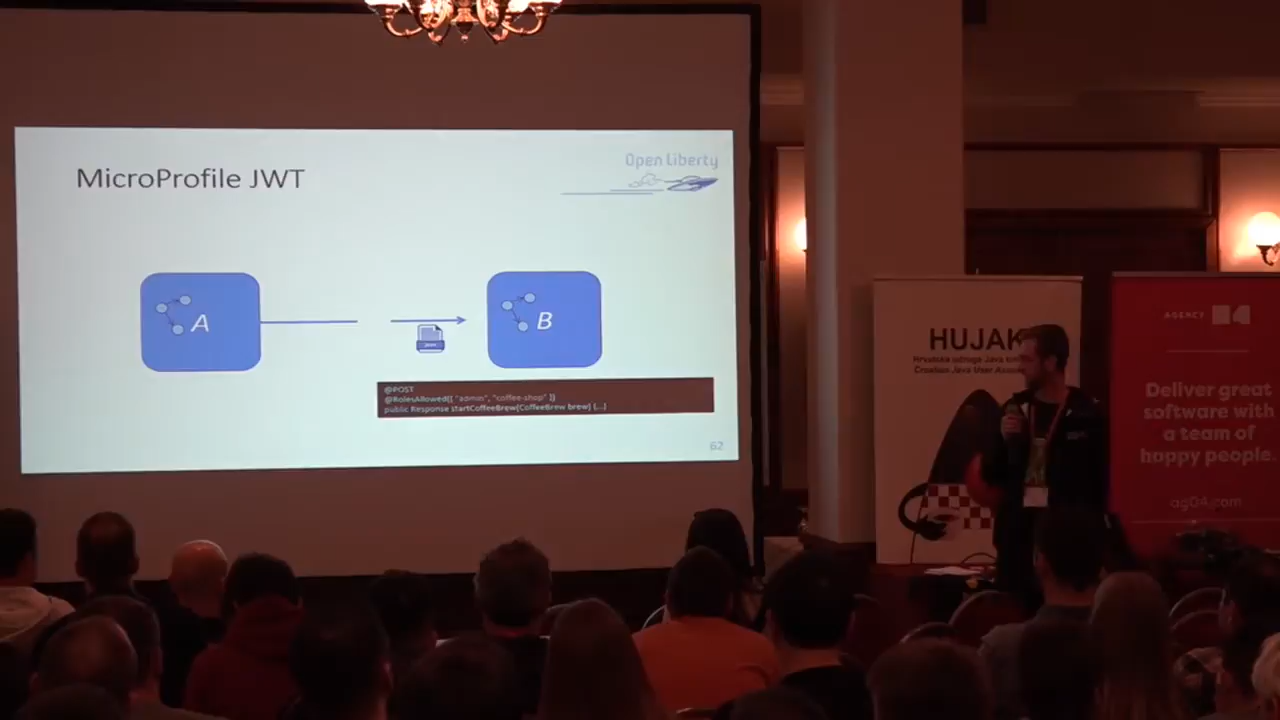 MicroProfile JWT
Open Liberty
A
B
@POST
@RolesAllowed({ "admin", "coffee-shop" })
public Response startCoffeeBrew(CoffeeBrew brew) {...}
62
HUJAK
Hrvatska udruga Java
Croatian Java User
AGENCY 04
Deliver great
software with
a team of
happy people.
ag04.com